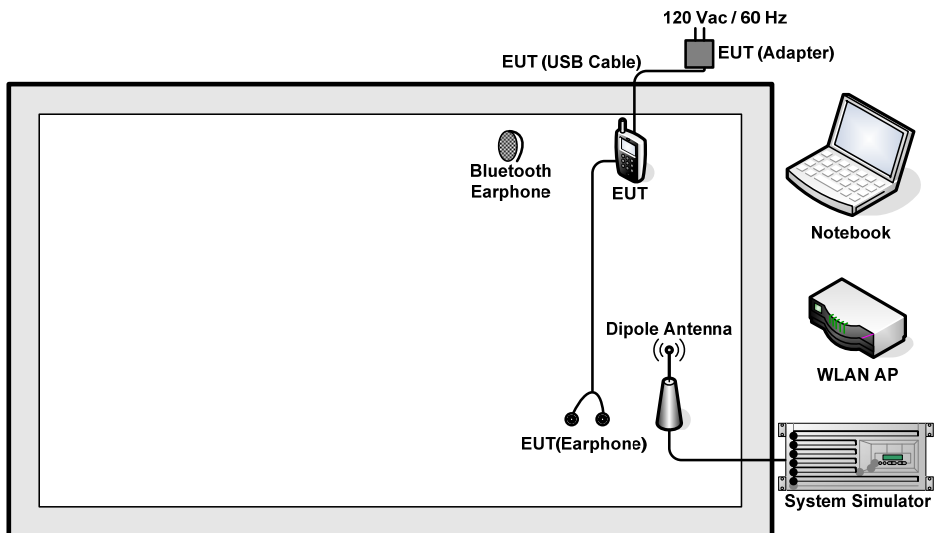 120 Vac / 60 Hz
EUT (Adapter)
EUT (USB Cable)
Bluetooth
Earphone
EUT
Notebook
Dipole Antenna
WLAN AP
EUT(Earphone)
System Simulator